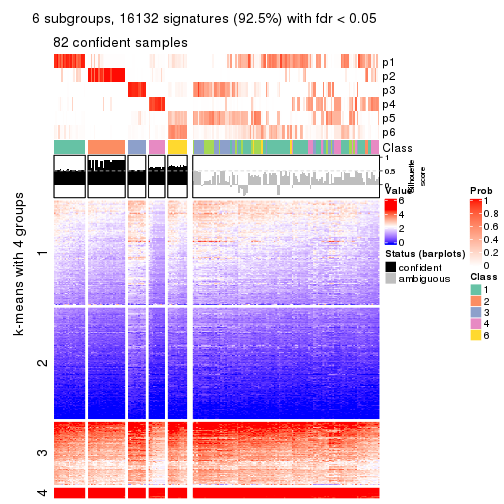 6 subgroups, 16132 signatures (92.5%) with fdr < 0.05
82 confident samples
p1
p2
p3
p4
p5
p6
Class
1
0.5
0
Silhouette
score
k-means with 4 groups
1
2
3
4
Value
6
4
2
0
Status (barplots)
confident
ambiguous
Prob
1
0.8
0.6
0.4
0.2
0
Class
1
2
3
4
6